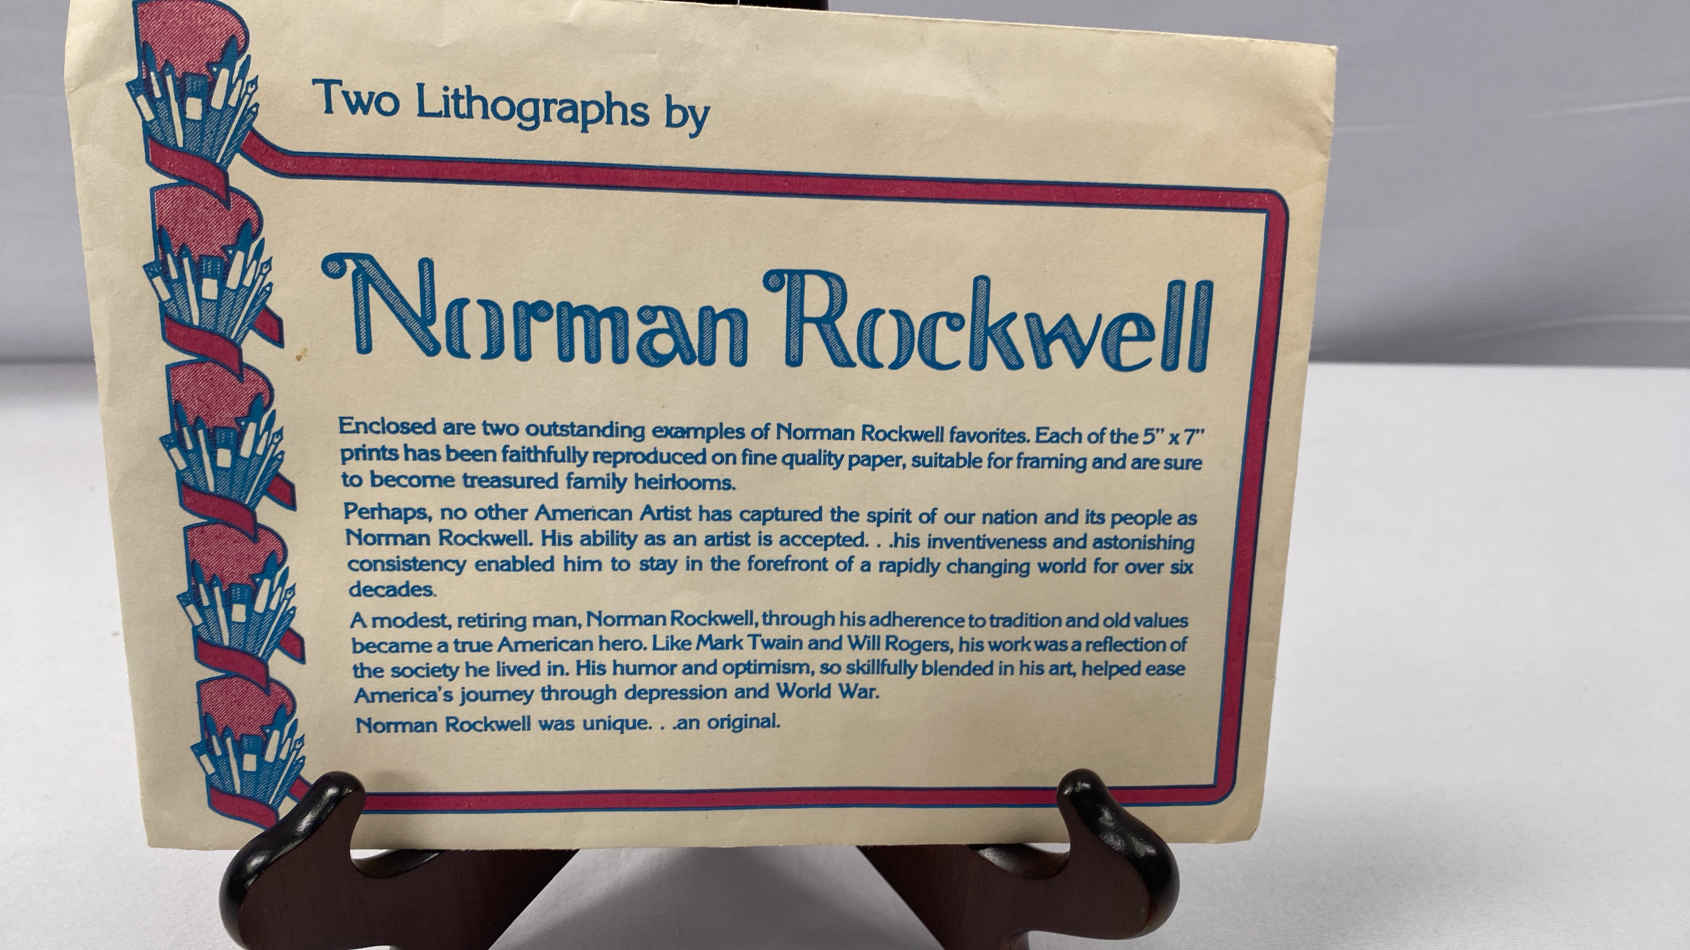 Two Lithographs by
Norman Rockwell
Enclosed are two outstanding examples of Norman Rockwell favorites. Each of the 5" x 7"
prints has been faithfully reproduced on fine quality paper, suitable for framing and are sure
to become treasured family heirlooms.
Perhaps, no other American Artist has captured the spirit of our nation and its people as
Norman Rockwell. His ability as an artist is accepted. . .his inventiveness and astonishing
consistency enabled him to stay in the forefront of a rapidly changing world for over six
decades.
A modest, retiring man, Norman Rockwell, through his adherence to tradition and old values
became a true American hero. Like Mark Twain and Will Rogers, his work was a reflection of
the society he lived in. His humor and optimism, so skillfully blended in his art, helped ease
America's journey through depression and World War.
Norman Rockwell was unique. . .an original.